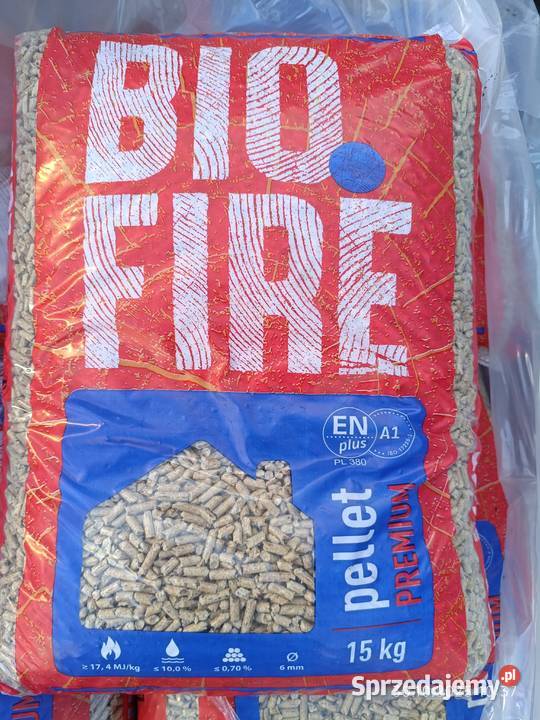 BIO
FIRE
EN
plus
A1
PL 380
pellet
PREMIUM
15 kg
≥ 17, 4 MJ/kg
≤ 10,0 %
≤ 0,70 %
Ø
6 mm
Sprzedajemy.pl